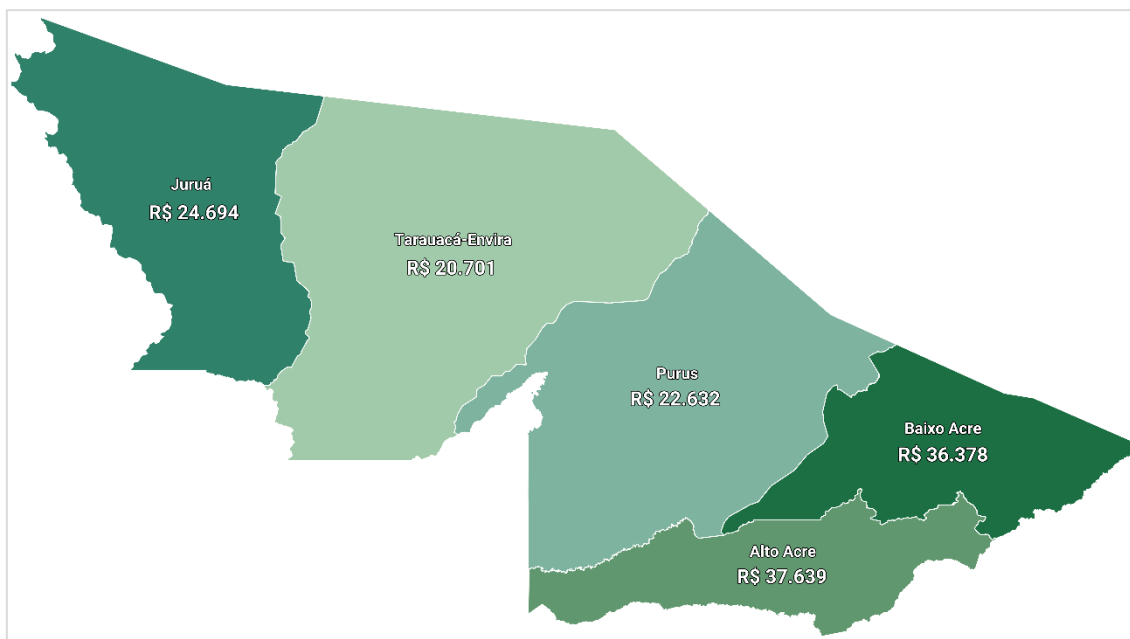 Juruá
R$ 24.694
Tarauacá-Envira
R$ 20.701
Purus
R$ 22.632
Baixo Acre
R$ 36.378
Alto Acre
R$ 37.639